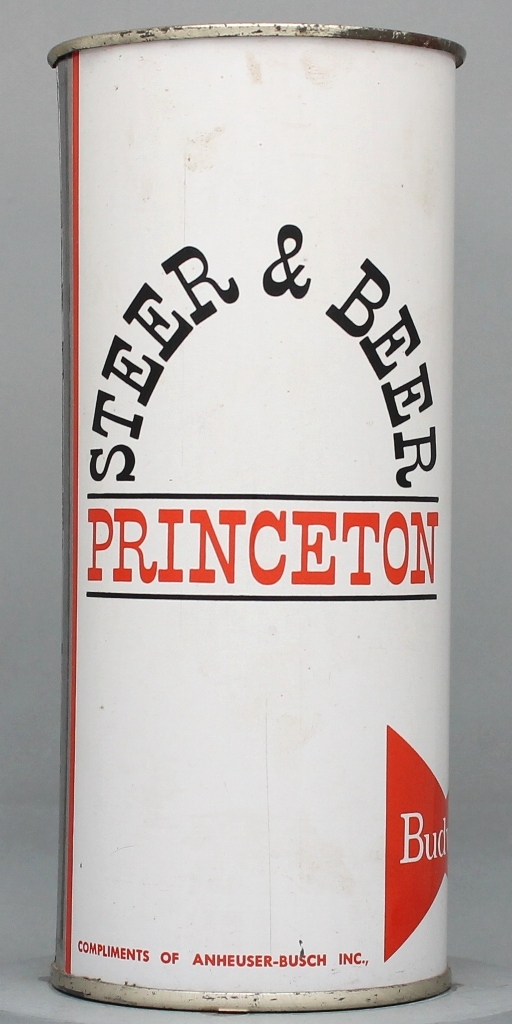 STEER & BEER
PRINCETON
Bud
COMPLIMENTS OF ANHEUSER-BUSCH INC.,